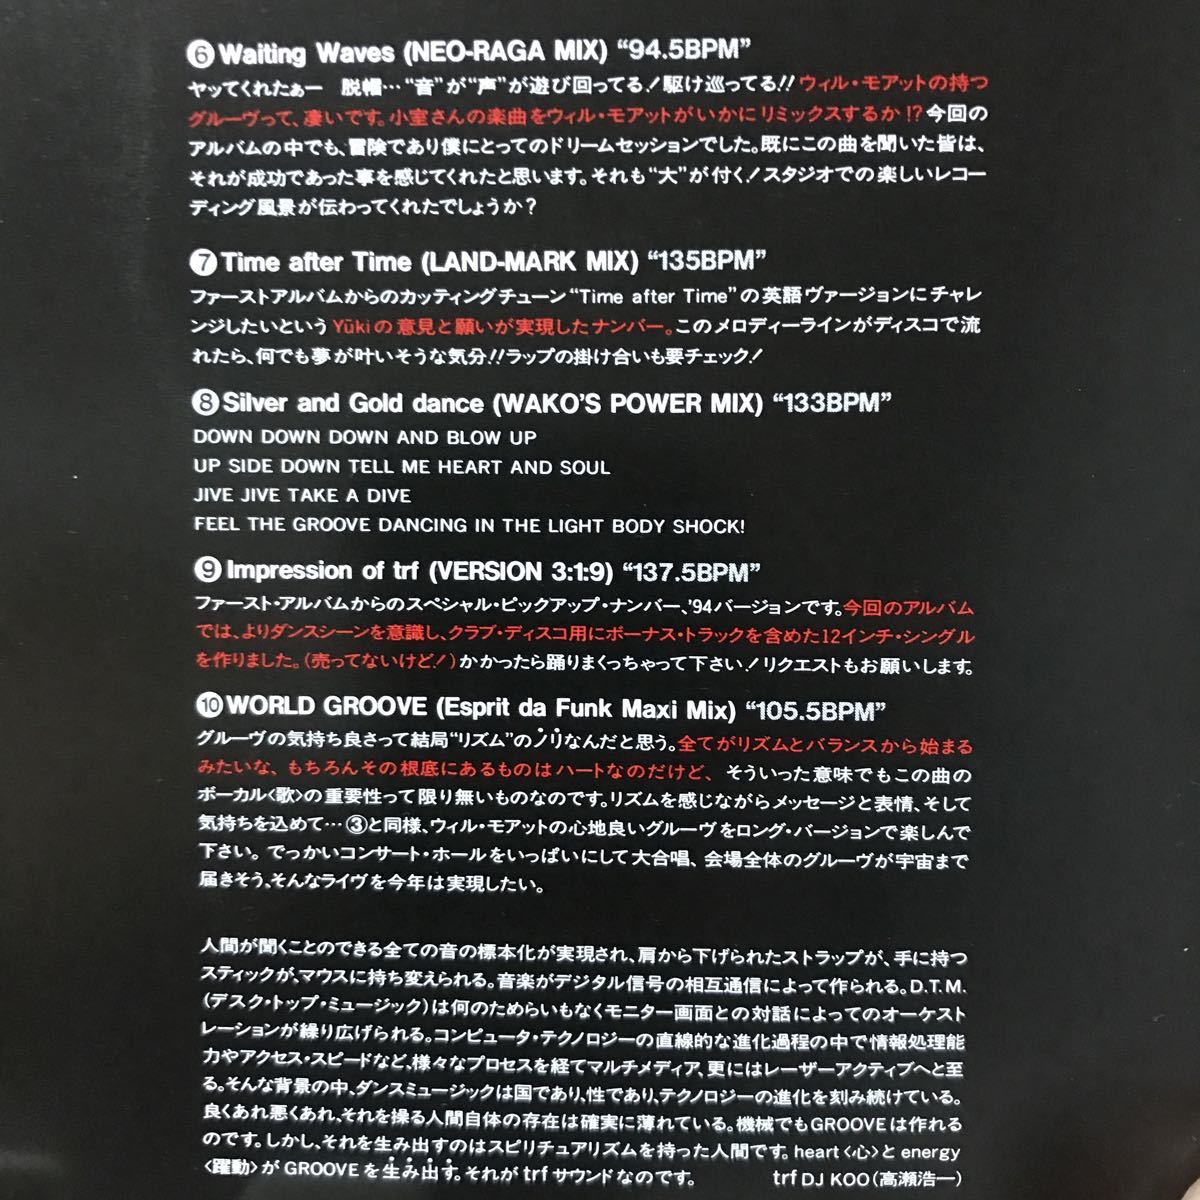 ❻Waiting Waves (NEO-RAGA MIX) “94.5BPM”
ヤッてくれたぁー　脱帽…“音”が“声”が遊び回ってる！駆け巡ってる!!ウィル・モアットの持つ
グルーヴって、凄いです。小室さんの楽曲をウィル・モアットがいかにリミックスするか!?今回の
アルバムの中でも、冒険であり僕にとってのドリームセッションでした。既にこの曲を聞いた皆は、
それが成功であった事を感じてくれたと思います。それも“大”が付く！スタジオでの楽しいレコー
ディング風景が伝わってくれたでしょうか？
❼Time after Time (LAND-MARK MIX) “135BPM”
ファーストアルバムからのカッティングチューン“Time after Time”の英語ヴァージョンにチャレ
ンジしたいというYūkiの意見と願いが実現したナンバー。このメロディーラインがディスコで流
れたら、何でも夢が叶いそうな気分!!ラップの掛け合いも要チェック！
❽Silver and Gold dance (WAKO'S POWER MIX) “133BPM”
DOWN DOWN DOWN AND BLOW UP
UP SIDE DOWN TELL ME HEART AND SOUL
JIVE JIVE TAKE A DIVE
FEEL THE GROOVE DANCING IN THE LIGHT BODY SHOCK!
❾Impression of trf (VERSION 3:1:9) “137.5BPM”
ファースト・アルバムからのスペシャル・ピックアップ・ナンバー、'94バージョンです。今回のアルバム
では、よりダンスシーンを意識し、クラブ・ディスコ用にボーナス・トラックを含めた12インチ・シングル
を作りました。（売ってないけど！）かかったら踊りまくっちゃって下さい！リクエストもお願いします。
❿WORLD GROOVE (Esprit da Funk Maxi Mix) “105.5BPM”
グルーヴの気持ち良さって結局“リズム”のノリなんだと思う。全てがリズムとバランスから始まる
みたいな、もちろんその根底にあるものはハートなのだけど、そういった意味でもこの曲の
ボーカル〈歌〉の重要性って限り無いものなのです。リズムを感じながらメッセージと表情、そして
気持ちを込めて…③と同様、ウィル・モアットの心地良いグルーヴをロング・バージョンで楽しんで
下さい。でっかいコンサート・ホールをいっぱいにして大合唱、会場全体のグルーヴが宇宙まで
届きそう、そんなライヴを今年は実現したい。
人間が聞くことのできる全ての音の標本化が実現され、肩から下げられたストラップが、手に持つ
スティックが、マウスに持ち変えられる。音楽がデジタル信号の相互通信によって作られる。D.T.M.
（デスク・トップ・ミュージック）は何のためらいもなくモニター画面との対話によってのオーケスト
レーションが繰り広げられる。コンピュータ・テクノロジーの直線的な進化過程の中で情報処理能
力やアクセス・スピードなど、様々なプロセスを経てマルチメディア、更にはレーザーアクティブへと至
る。そんな背景の中、ダンスミュージックは国であり、性であり、テクノロジーの進化を刻み続けている。
良くあれ悪くあれ、それを操る人間自体の存在は確実に薄れている。機械でもGROOVEは作れる
のです。しかし、それを生み出すのはスピリチュアリズムを持った人間です。heart〈心〉とenergy
〈躍動〉がGROOVEを生み出す。それがtrfサウンドなのです。　trf DJ KOO（高瀬浩一）